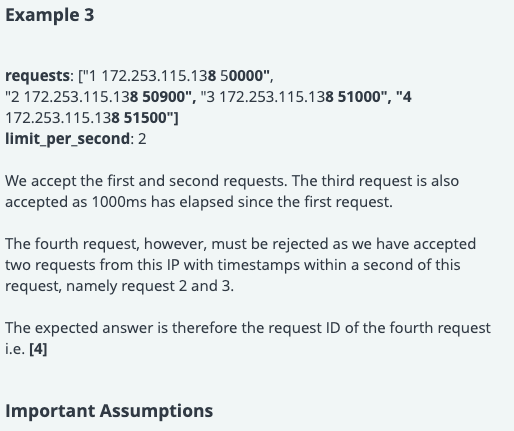 Example 3
requests: ["1 172.253.115.138 50000",
"2 172.253.115.138 50900", "3 172.253.115.138 51000", "4
172.253.115.138 51500"]
limit_per_second: 2
We accept the first and second requests. The third request is also
accepted as 1000ms has elapsed since the first request.
The fourth request, however, must be rejected as we have accepted
two requests from this IP with timestamps within a second of this
request, namely request 2 and 3.
The expected answer is therefore the request ID of the fourth request
i.e. [4]
Important Assumptions